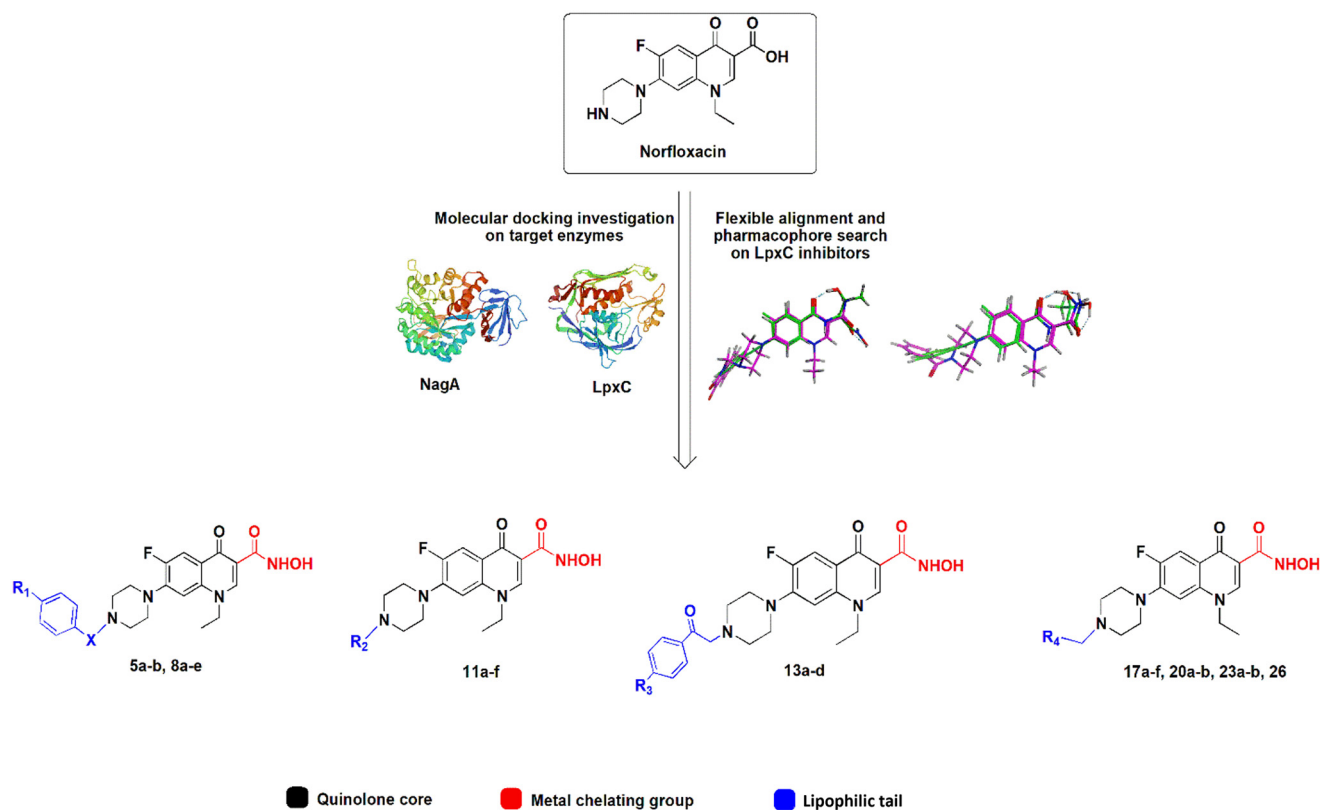 O
O
F
OH
N
N
HN
Norfloxacin
Molecular docking investigation
on target enzymes
Flexible alignment and
pharmacophore search
on LpxC inhibitors
NagA
LpxC
O
O
F
NHOH
N
N
N
R1
X
5a-b, 8a-e
O
O
F
NHOH
N
N
N
R2
11a-f
O
O
F
NHOH
N
N
O
N
R3
13a-d
O
O
F
NHOH
N
N
N
R4
17a-f, 20a-b, 23a-b, 26
Quinolone core
Metal chelating group
Lipophilic tail